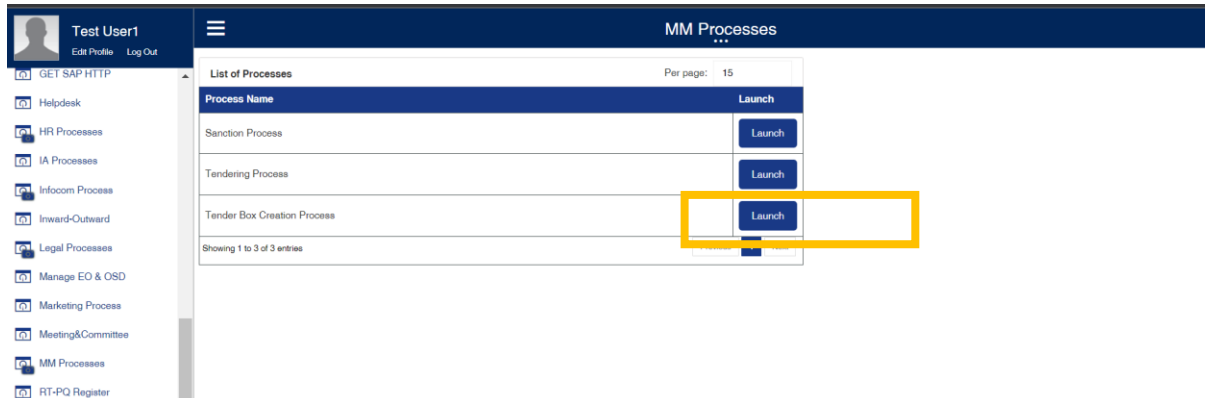 Test User1
Edit Profile Log Out
MM Processes
GET SAP HTTP
Helpdesk
HR Processes
IA Processes
Infocom Process
Inward-Outward
Legal Processes
Manage EO & OSD
Marketing Process
Meeting&Committee
MM Processes
RT-PQ Register
List of Processes
Per page: 15
Process Name Launch
Sanction Process Launch
Tendering Process Launch
Tender Box Creation Process Launch
Showing 1 to 3 of 3 entries